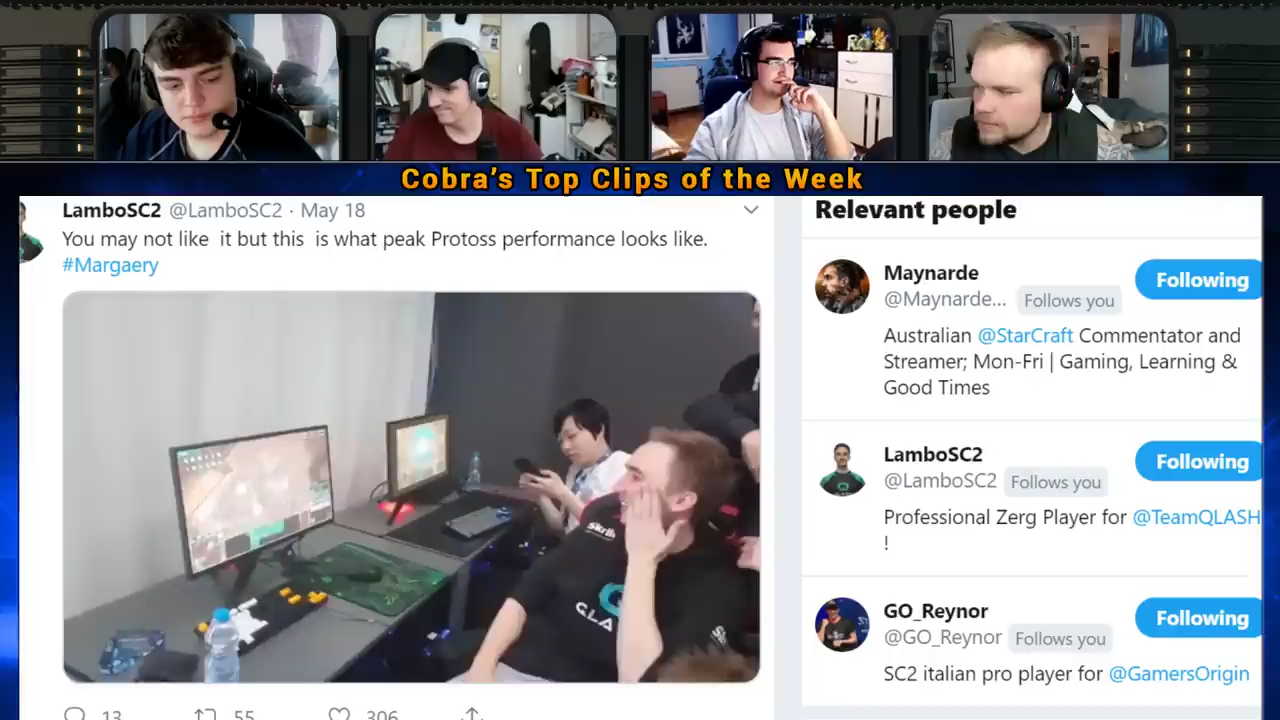 Cobra's Top Clips of the Week
LamboSC2 @LamboSC2 · May 18
You may not like it but this is what peak Protoss performance looks like.
#Margaery
Skrill
QLA
13 55 306
Relevant people
Maynarde
Following
@Maynarde... Follows you
Australian @StarCraft Commentator and
Streamer; Mon-Fri | Gaming, Learning &
Good Times
LamboSC2
Following
@LamboSC2 Follows you
Professional Zerg Player for @TeamQLASH
!
GO_Reynor
Following
@GO_Reynor Follows you
SC2 italian pro player for @GamersOrigin